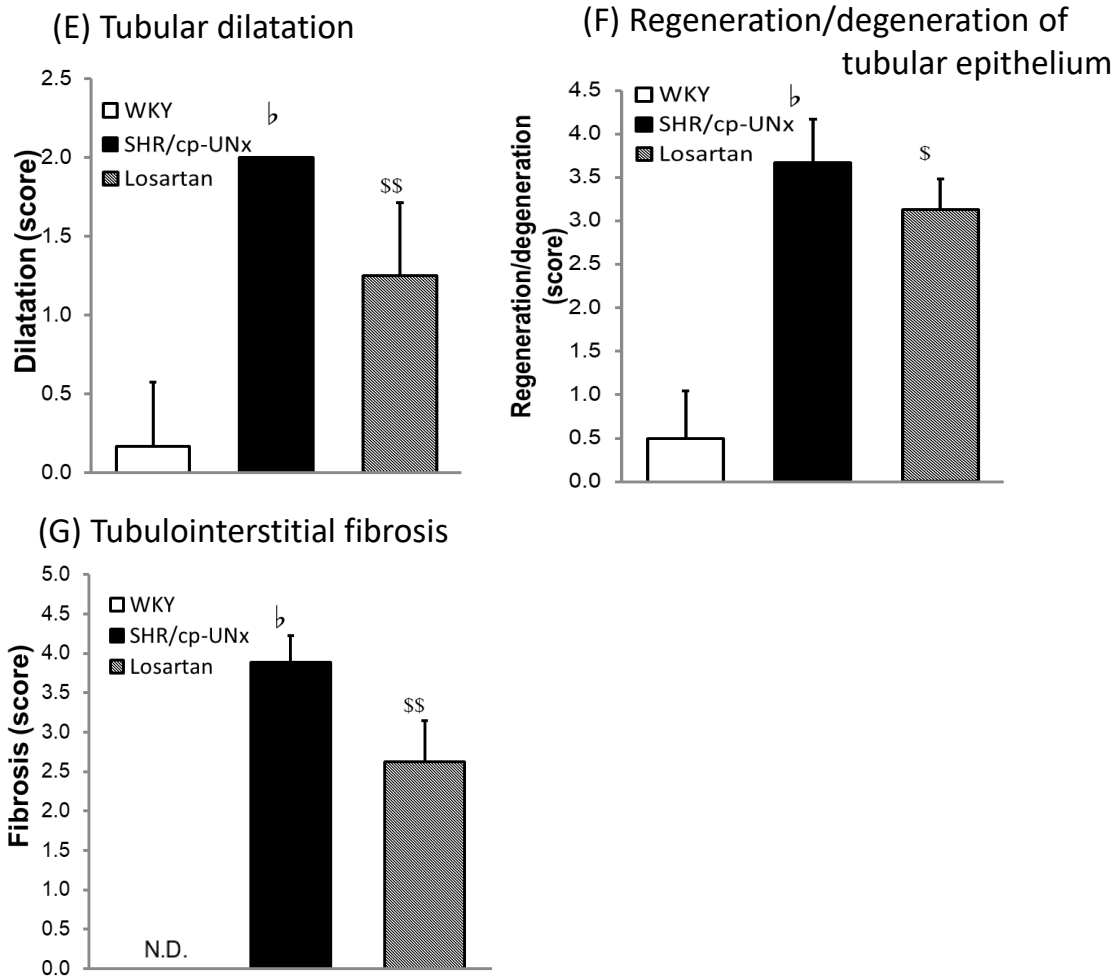 (E) Tubular dilatation
2.5
2.0
1.5
1.0
0.5
0.0
Dilatation (score)
WKY
SHR/cp-UNx
Losartan
♭
$$
(F) Regeneration/degeneration of
tubular epithelium
4.5
4.0
3.5
3.0
2.5
2.0
1.5
1.0
0.5
0.0
Regeneration/degeneration
(score)
WKY
SHR/cp-UNx
Losartan
♭
$
(G) Tubulointerstitial fibrosis
5.0
4.5
4.0
3.5
3.0
2.5
2.0
1.5
1.0
0.5
0.0
Fibrosis (score)
WKY
SHR/cp-UNx
Losartan
♭
$$
N.D.